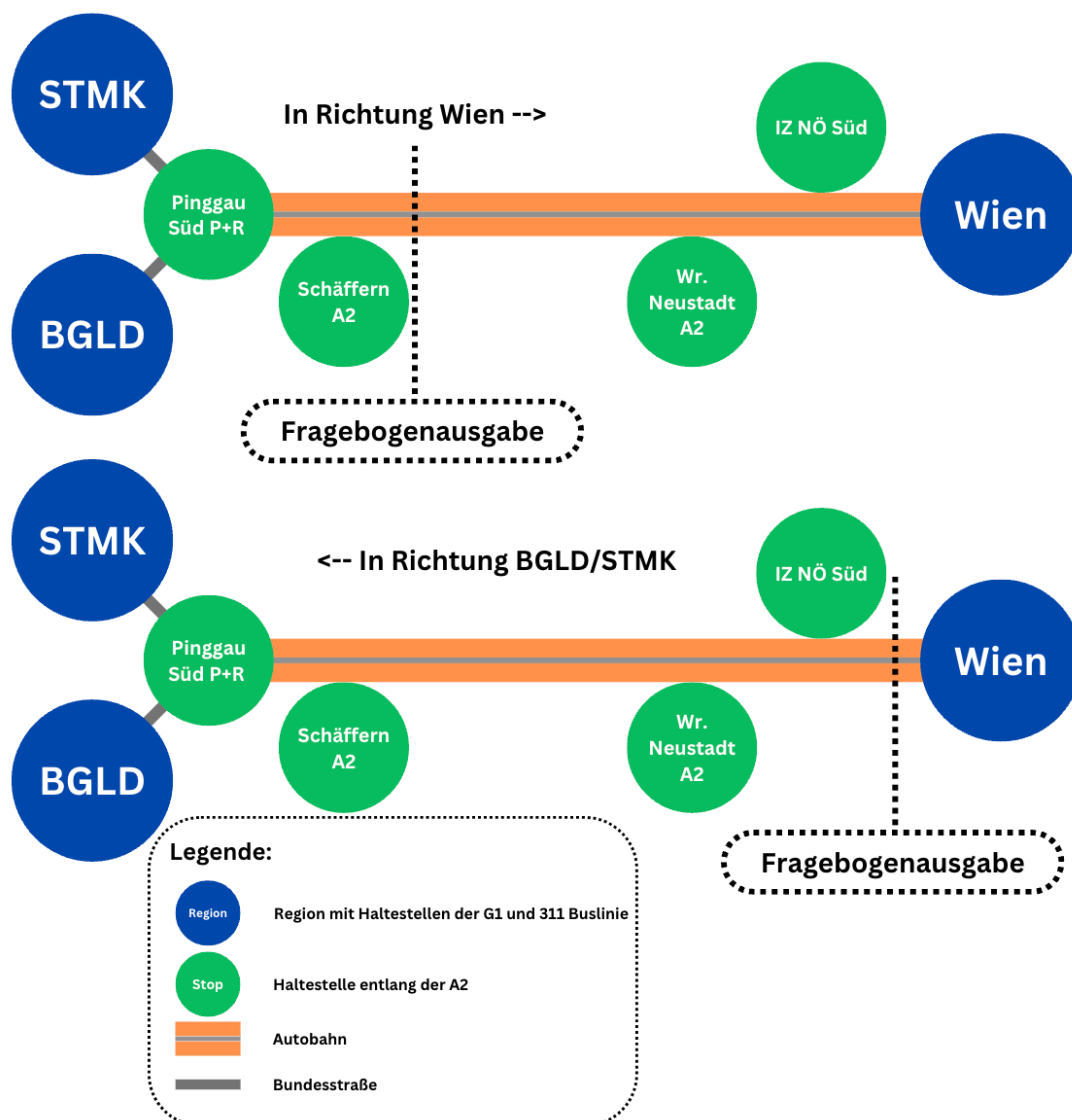 STMK
In Richtung Wien -->
IZ NÖ Süd
Pinggau
Süd P+R
Wien
BGLD
Schäffern
A2
Wr.
Neustadt
A2
Fragebogenausgabe
STMK
<-- In Richtung BGLD/STMK
IZ NÖ Süd
Pinggau
Süd P+R
Wien
BGLD
Schäffern
A2
Wr.
Neustadt
A2
Fragebogenausgabe
Legende:
Region
Region mit Haltestellen der G1 und 311 Buslinie
Stop
Haltestelle entlang der A2
Autobahn
Bundesstraße